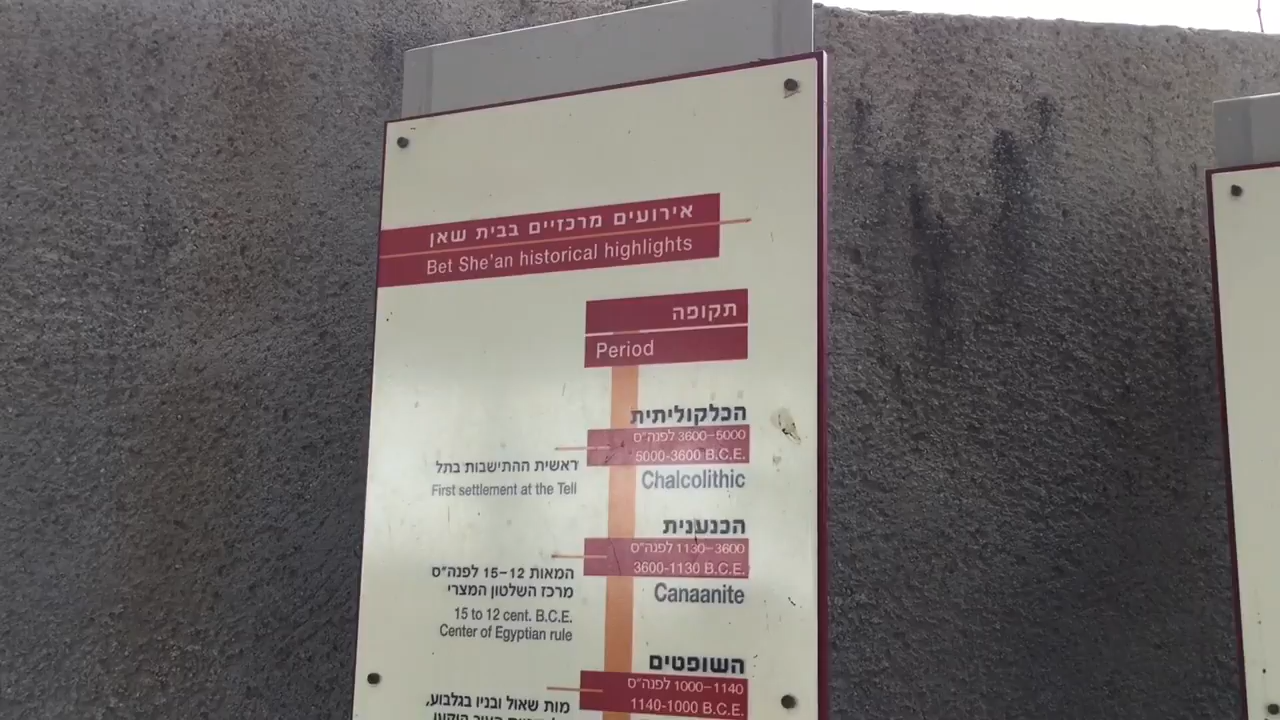 אירועים מרכזיים בבית שאן
Bet She'an historical highlights
תקופה
Period
הכלקוליתית
3600–5000 לפנה״ס
5000-3600 B.C.E.
Chalcolithic
ראשית ההתישבות בתל
First settlement at the Tell
הכנענית
1130–3600 לפנה״ס
3600-1130 B.C.E.
Canaanite
המאות 15–12 לפנה״ס
מרכז השלטון המצרי
15 to 12 cent. B.C.E.
Center of Egyptian rule
השופטים
1000–1140 לפנה״ס
1140-1000 B.C.E.
מות שאול ובניו בגלבוע,